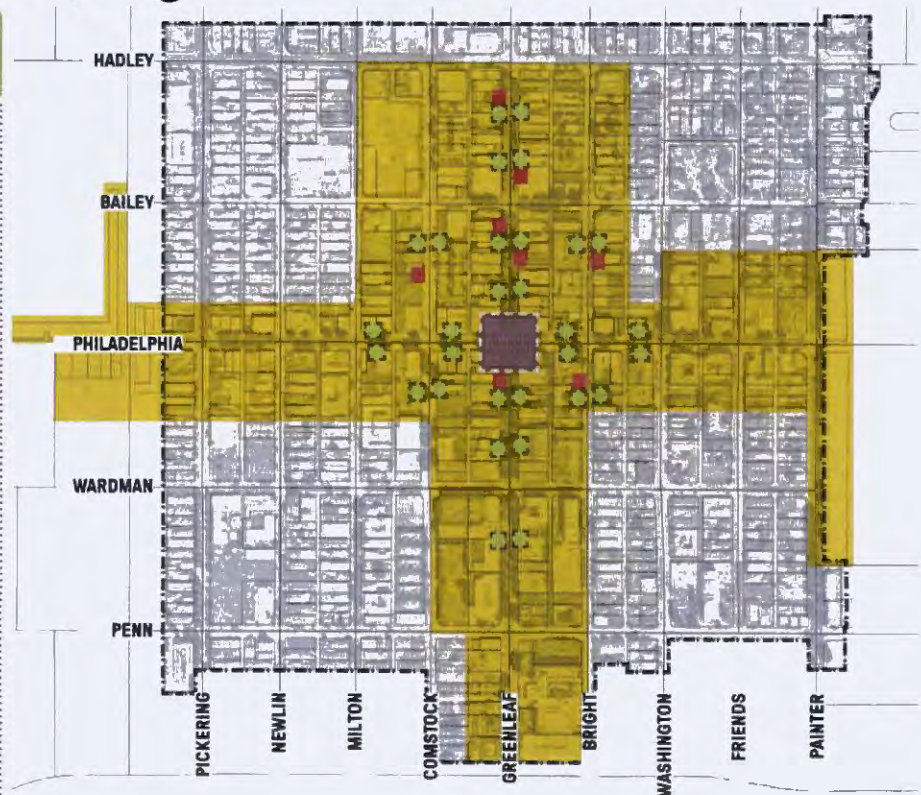 HADLEY
BAILEY
PHILADELPHIA
WARDMAN
PENN
PICKERING
NEWLIN
MILTON
COMSTOCK
GREENLEAF
BRIGHT
WASHINGTON
FRIENDS
PAINTER